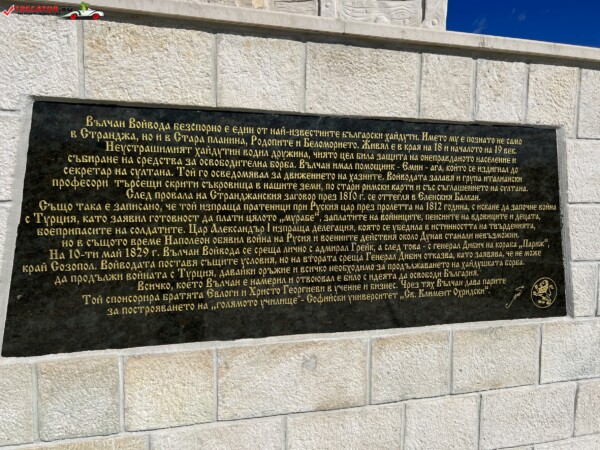 Вълчан Войвода безспорно е един от най-известните български хайдути. Името му е познато не само
в Странджа, но и в Стара планина, Родопите и Беломорието. Живял е в края на 18 и началото на 19 век.
Неустрашимият хайдутин водил дружина, чиято цел била защита на онеправданото население и
събиране на средства за освободителна борба. Вълчан имал помощник - Емин - ага, който се издигнал до
секретар на султана. Той го осведомявал за движението на хазните. Войводата залавя и група италиански
професори търсещи скрити съкровища в нашите земи, по стари римски карти и със съгласуването на султана.
След провала на Странджанския заговор през 1810 г. се оттегля в Еленския Балкан.
Също така е записано, че той изпраща пратеници при Руския цар през пролетта на 1812 година, с искане да започне война
с Турция, като заявил готовност да плати цялото „мурабе", заплатите на войниците, пенсиите на вдовиците и децата,
боеприпасите на солдатите. Цар Александър I изпраща делегация, която се убедила в истинността на твърденията,
но в същото време Наполеон обявил война на Русия и военните действия около Дунав станали невъзможни.
На 10-ти май 1829 г. Вълчан Войвода се среща лично с адмирал Грейк, а след това - с генерал Дибич на кораба „Париж",
край Созопол. Войводата поставя същите условия, но на втората среща Генерал Дибич отказва, като заявява, че не може
да продължи войната с Турция, давайки оръжие и всичко необходимо за продължаването на хайдушката борба.
Всичко, което Вълчан е намерил и отвоювал е било с идеята да освободи България.
Той спонсорира братята Евлоги и Христо Георгиеви в учение и бизнес. Чрез тях Вълчан дава парите
за построяването на „голямото училище"- Софийски университет „Св. Климент Охридски".